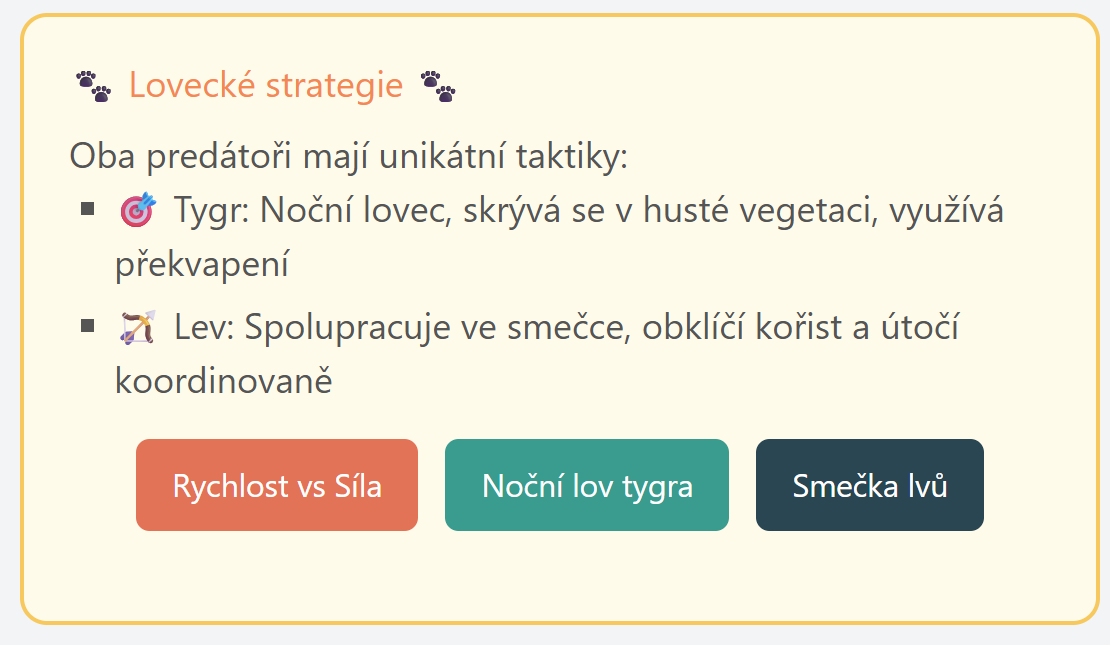 🐾 Lovecké strategie 🐾
Oba predátoři mají unikátní taktiky:
▪ 🎯 Tygr: Noční lovec, skrývá se v husté vegetaci, využívá
překvapení
▪ 🏹 Lev: Spolupracuje ve smečce, obklíčí kořist a útočí
koordinovaně
Rychlost vs Síla
Noční lov tygra
Smečka lvů